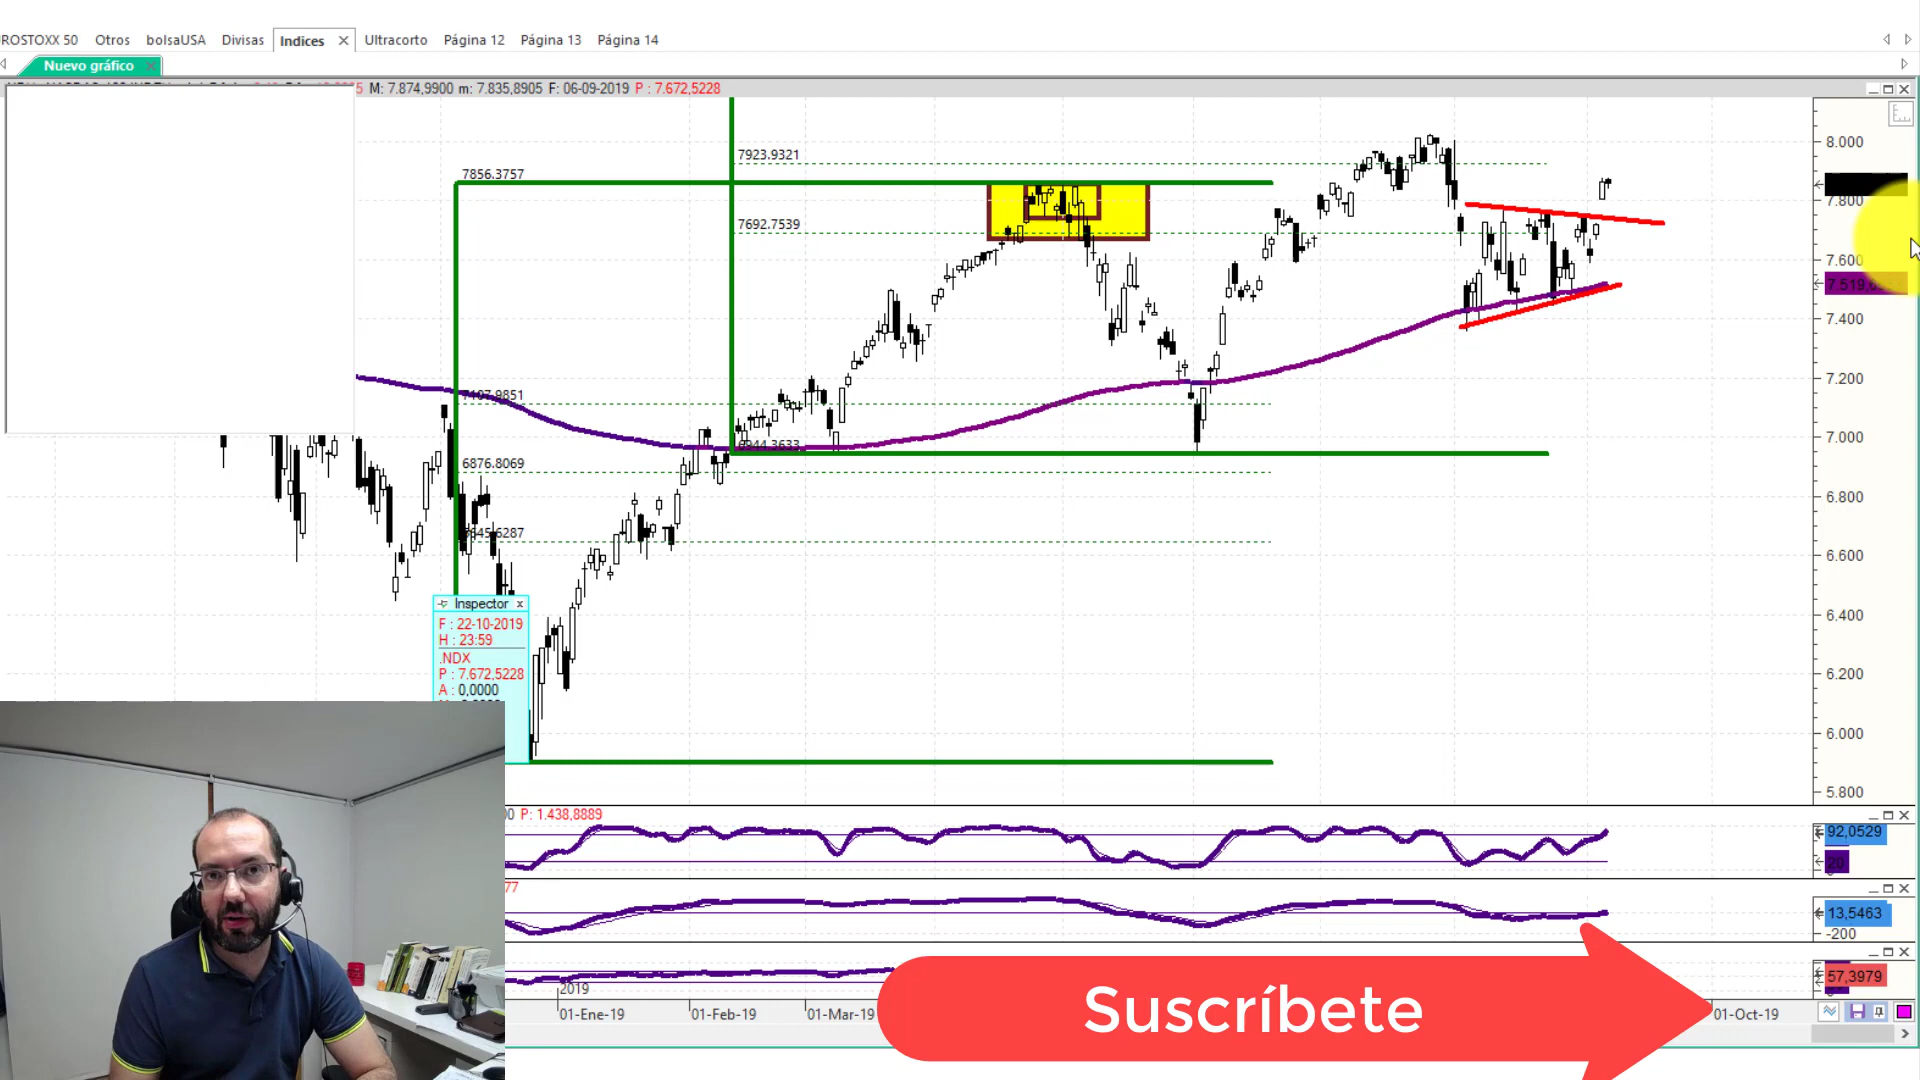 ROSTOXX 50 Otros bolsaUSA Divisas Indices Ultracorto Página 12 Página 13 Página 14
Nuevo gráfico
M: 7.874,9900 m: 7.835,8905 F: 06-09-2019 P : 7.672,5228
8.000
7923.9321
7856.3757
7.800
7692.7539
7.600
7.400
7.200
7.000
6944.3633
6876.8069
6.800
6.600
6.400
6.200
6.000
5.800
Inspector x
F : 22-10-2019
H : 23:59
.NDX
P : 7.672,5228
A : 0,0000
00 P: 1.438,8889
92,0529
20
77
13,5463
-200
57,3979
2019
01-Ene-19 01-Feb-19 01-Mar-19 01-Oct-19
Suscríbete